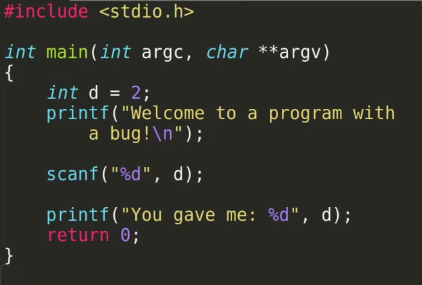 #include <stdio.h>
int main(int argc, char **argv)
{
    int d = 2;
    printf("Welcome to a program with
        a bug!\n");
    scanf("%d", d);
    printf("You gave me: %d", d);
    return 0;
}